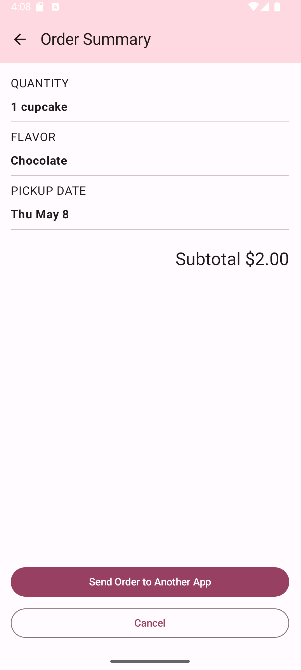 4:08
Order Summary
QUANTITY
1 cupcake
FLAVOR
Chocolate
PICKUP DATE
Thu May 8
Subtotal $2.00
Send Order to Another App
Cancel